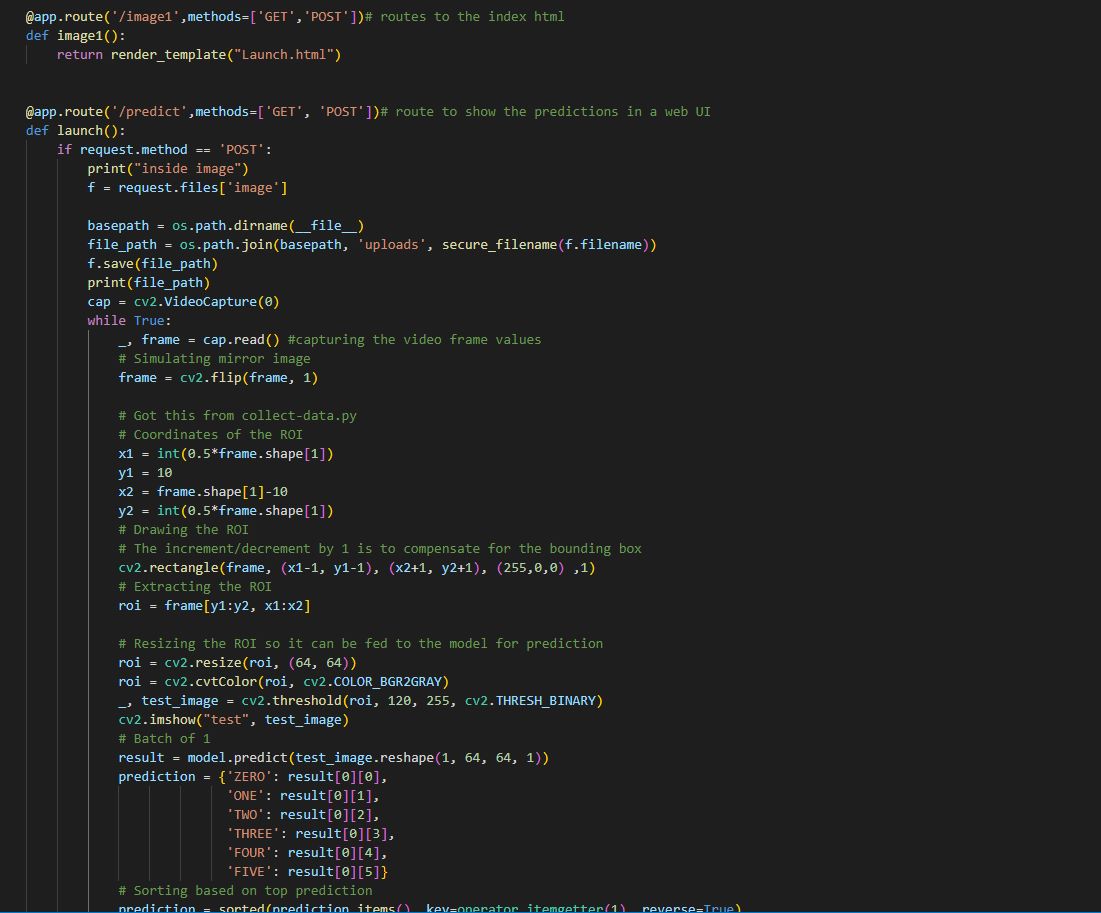 @app.route('/image1',methods=['GET','POST'])# routes to the index html
def image1():
    return render_template("Launch.html")
@app.route('/predict',methods=['GET', 'POST'])# route to show the predictions in a web UI
def launch():
    if request.method == 'POST':
        print("inside image")
        f = request.files['image']
        basepath = os.path.dirname(__file__)
        file_path = os.path.join(basepath, 'uploads', secure_filename(f.filename))
        f.save(file_path)
        print(file_path)
        cap = cv2.VideoCapture(0)
        while True:
            _, frame = cap.read() #capturing the video frame values
            # Simulating mirror image
            frame = cv2.flip(frame, 1)
            # Got this from collect-data.py
            # Coordinates of the ROI
            x1 = int(0.5*frame.shape[1])
            y1 = 10
            x2 = frame.shape[1]-10
            y2 = int(0.5*frame.shape[1])
            # Drawing the ROI
            # The increment/decrement by 1 is to compensate for the bounding box
            cv2.rectangle(frame, (x1-1, y1-1), (x2+1, y2+1), (255,0,0) ,1)
            # Extracting the ROI
            roi = frame[y1:y2, x1:x2]
            # Resizing the ROI so it can be fed to the model for prediction
            roi = cv2.resize(roi, (64, 64))
            roi = cv2.cvtColor(roi, cv2.COLOR_BGR2GRAY)
            _, test_image = cv2.threshold(roi, 120, 255, cv2.THRESH_BINARY)
            cv2.imshow("test", test_image)
            # Batch of 1
            result = model.predict(test_image.reshape(1, 64, 64, 1))
            prediction = {'ZERO': result[0][0],
                          'ONE': result[0][1],
                          'TWO': result[0][2],
                          'THREE': result[0][3],
                          'FOUR': result[0][4],
                          'FIVE': result[0][5]}
            # Sorting based on top prediction
            prediction = sorted(prediction.items(), key=operator.itemgetter(1), reverse=True)